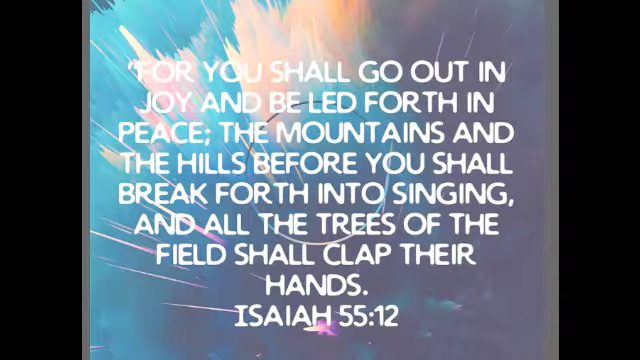 "FOR YOU SHALL GO OUT IN
JOY AND BE LED FORTH IN
PEACE; THE MOUNTAINS AND
THE HILLS BEFORE YOU SHALL
BREAK FORTH INTO SINGING,
AND ALL THE TREES OF THE
FIELD SHALL CLAP THEIR
HANDS.
ISAIAH 55:12